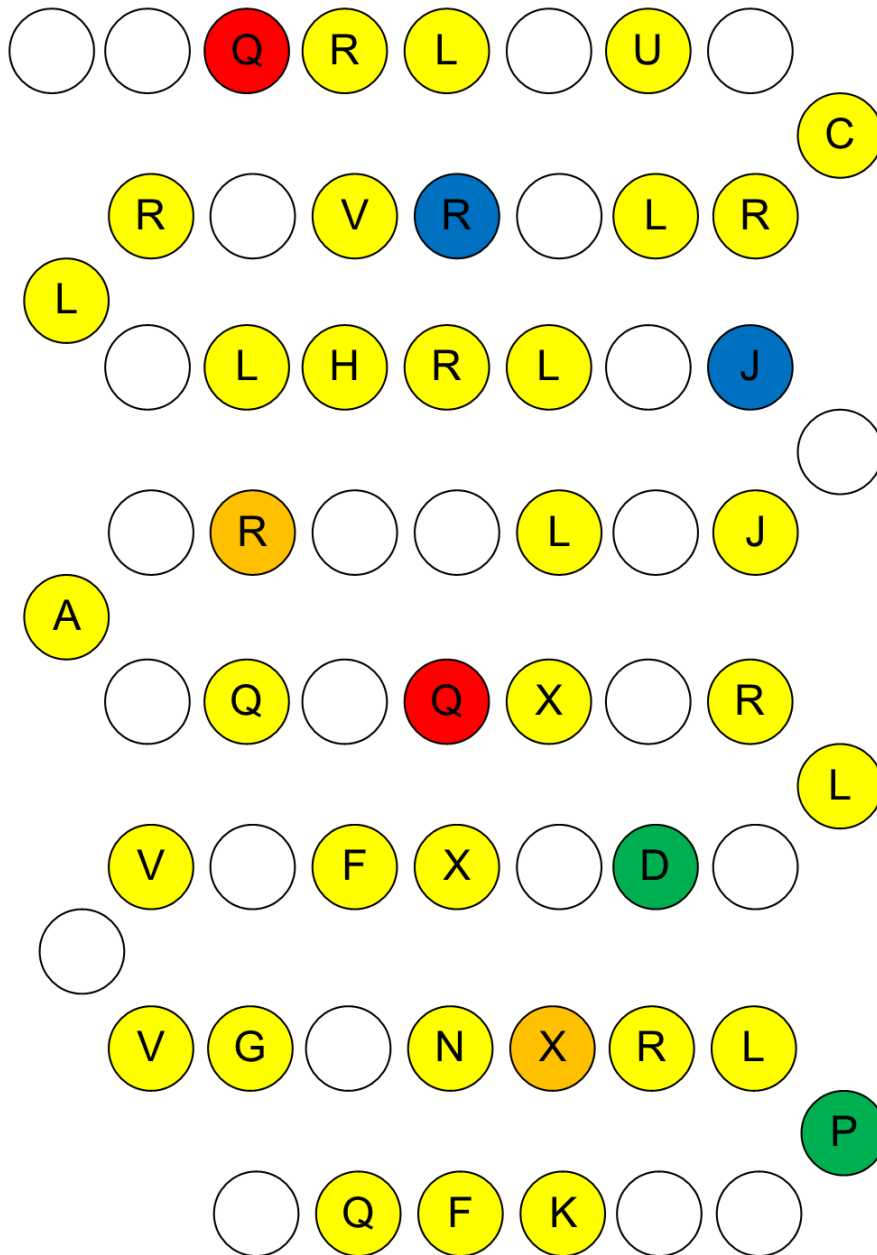 Q R L U
C
R V R L R
L
L H R L J
R L J
A
Q Q X R
L
V F X D
V G N X R L
P
Q F K